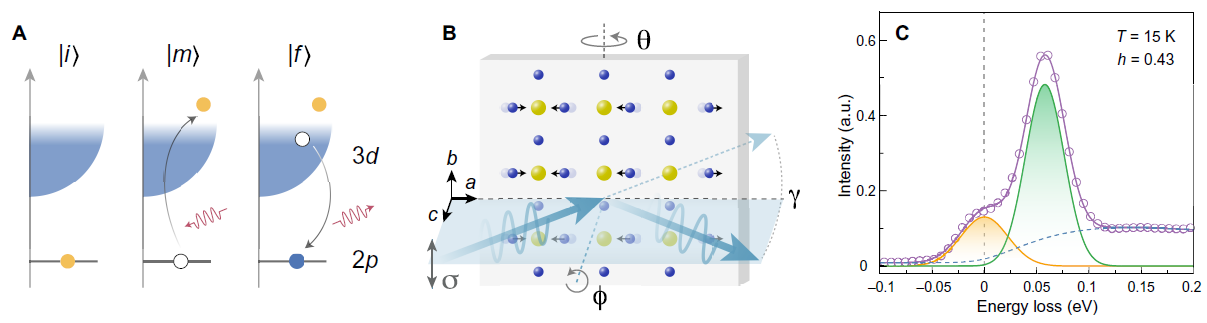 A
|i⟩
|m⟩
|f⟩
3d
2p
B
θ
b
a
c
γ
σ
ϕ
C
T = 15 K
h = 0.43
Intensity (a.u.)
0.6
0.4
0.2
0
–0.1
–0.05
0
0.05
0.1
0.15
0.2
Energy loss (eV)